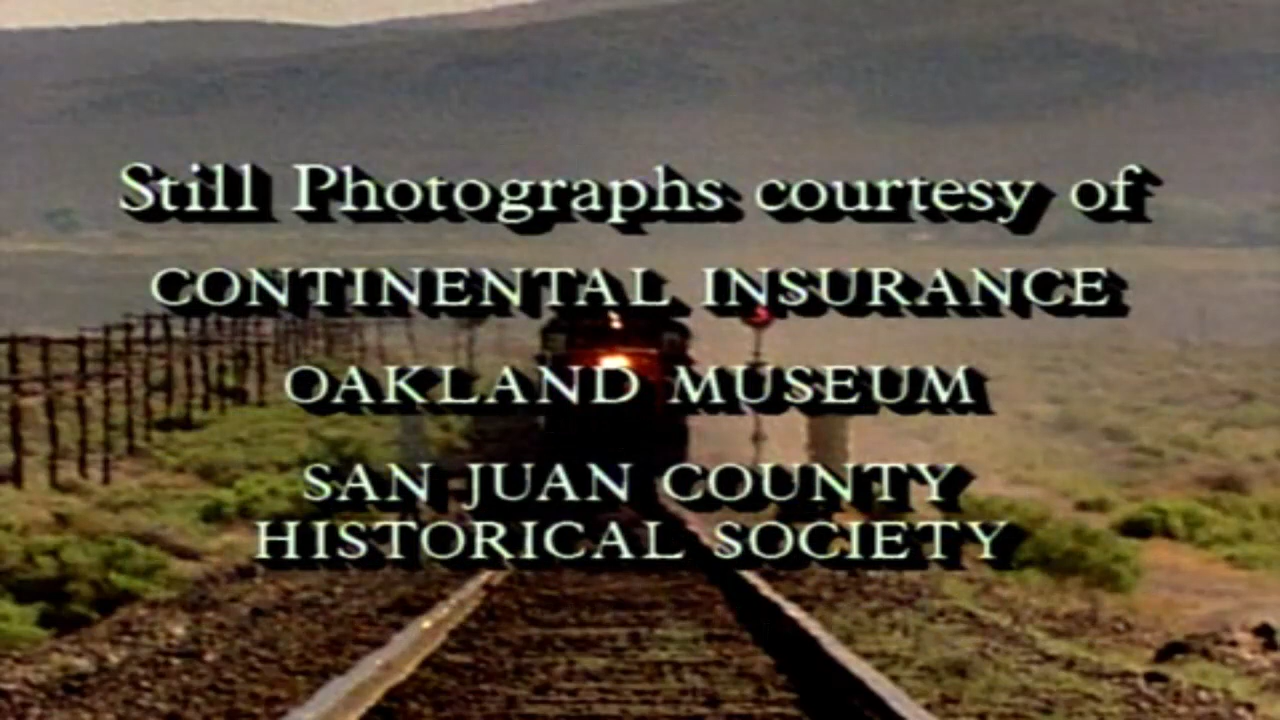 Still Photographs courtesy of
CONTINENTAL INSURANCE
OAKLAND MUSEUM
SAN JUAN COUNTY
HISTORICAL SOCIETY